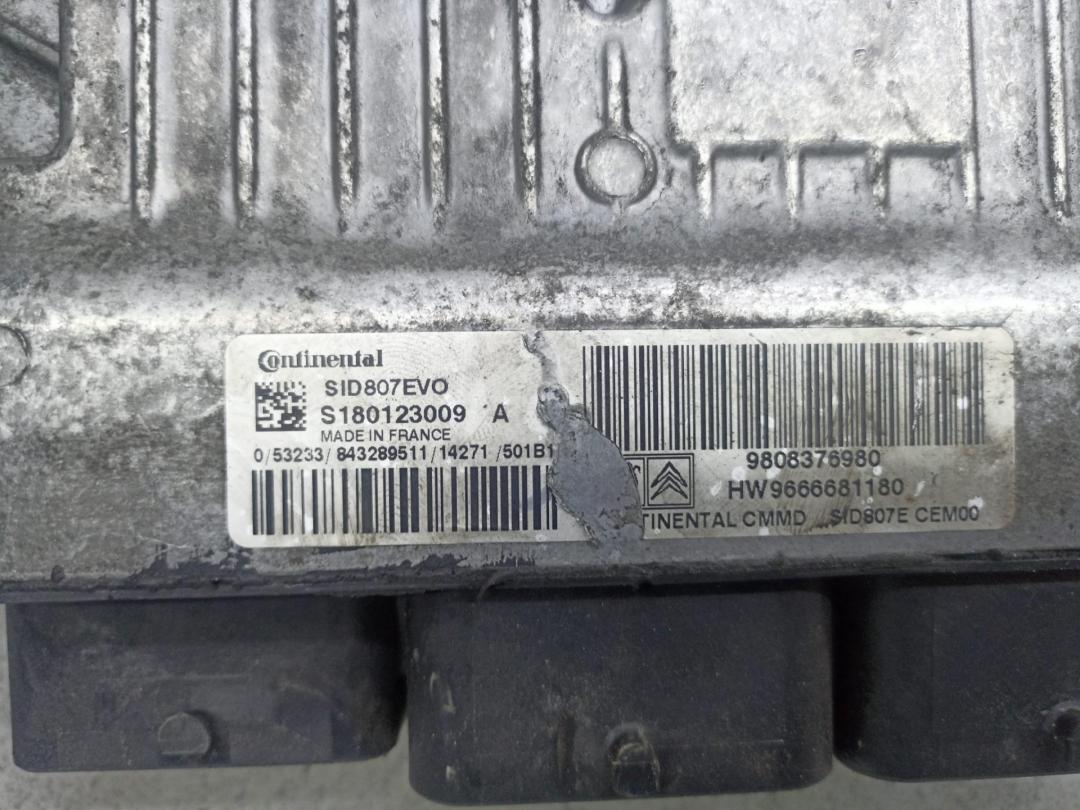 Continental
SID807EVO
S180123009 A
MADE IN FRANCE
0/53233/ 843289511/14271 /501B1
9808376980
HW9666681180
TINENTAL CMMD SID807E CEM00